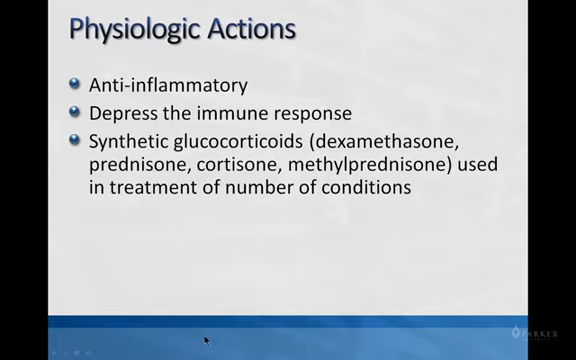 Physiologic Actions
Anti-inflammatory
Depress the immune response
Synthetic glucocorticoids (dexamethasone,
prednisone, cortisone, methylprednisone) used
in treatment of number of conditions
PARKER